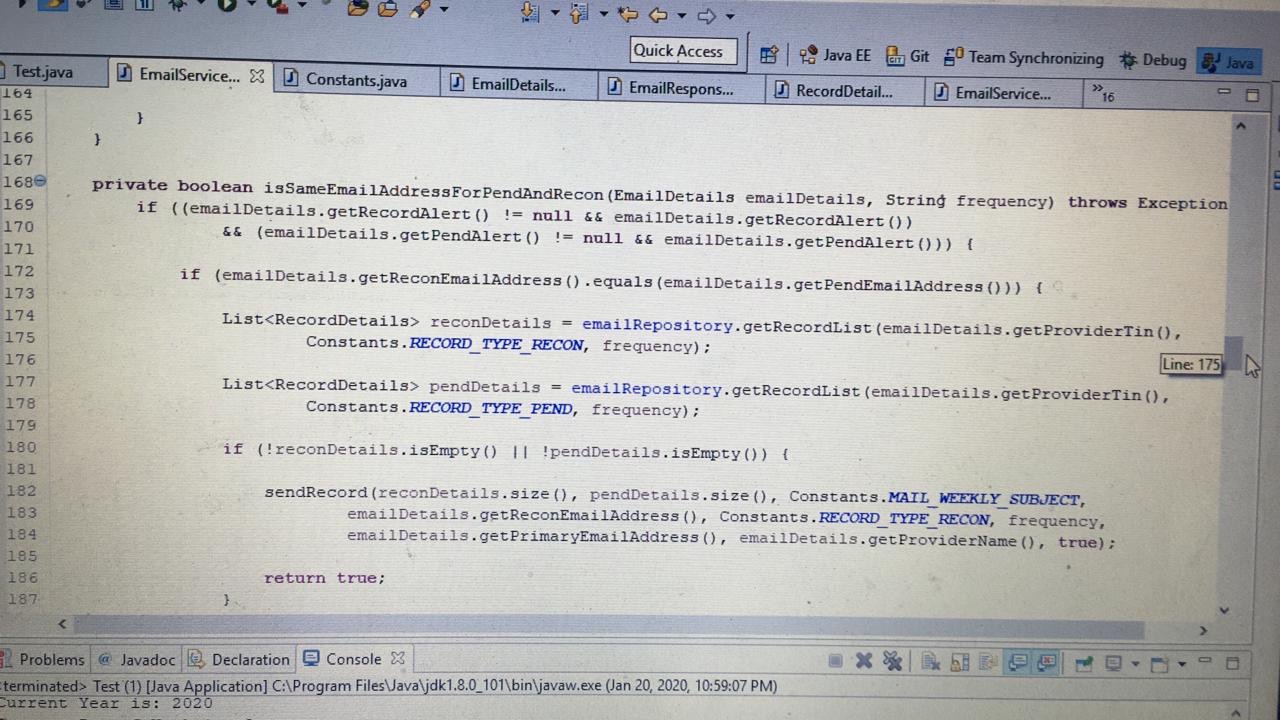 Quick Access
Java EE
Git
Team Synchronizing
Debug
Java
Test.java
EmailService...
Constants.java
EmailDetails...
EmailRespons...
RecordDetail...
EmailService...
»16
164
165 }
166 }
167
168 private boolean isSameEmailAddressForPendAndRecon(EmailDetails emailDetails, String frequency) throws Exception
169 if ((emailDetails.getRecordAlert() != null && emailDetails.getRecordAlert())
170 && (emailDetails.getPendAlert() != null && emailDetails.getPendAlert())) {
171
172 if (emailDetails.getReconEmailAddress().equals(emailDetails.getPendEmailAddress())) {
173
174 List<RecordDetails> reconDetails = emailRepository.getRecordList(emailDetails.getProviderTin(),
175 Constants.RECORD_TYPE_RECON, frequency);
176
Line: 175
177 List<RecordDetails> pendDetails = emailRepository.getRecordList(emailDetails.getProviderTin(),
178 Constants.RECORD_TYPE_PEND, frequency);
179
180 if (!reconDetails.isEmpty() || !pendDetails.isEmpty()) {
181
182 sendRecord(reconDetails.size(), pendDetails.size(), Constants.MAIL_WEEKLY_SUBJECT,
183 emailDetails.getReconEmailAddress(), Constants.RECORD_TYPE_RECON, frequency,
184 emailDetails.getPrimaryEmailAddress(), emailDetails.getProviderName(), true);
185
186 return true;
187 }
Problems
@ Javadoc
Declaration
Console
<terminated> Test (1) [Java Application] C:\Program Files\Java\jdk1.8.0_101\bin\javaw.exe (Jan 20, 2020, 10:59:07 PM)
Current Year is: 2020